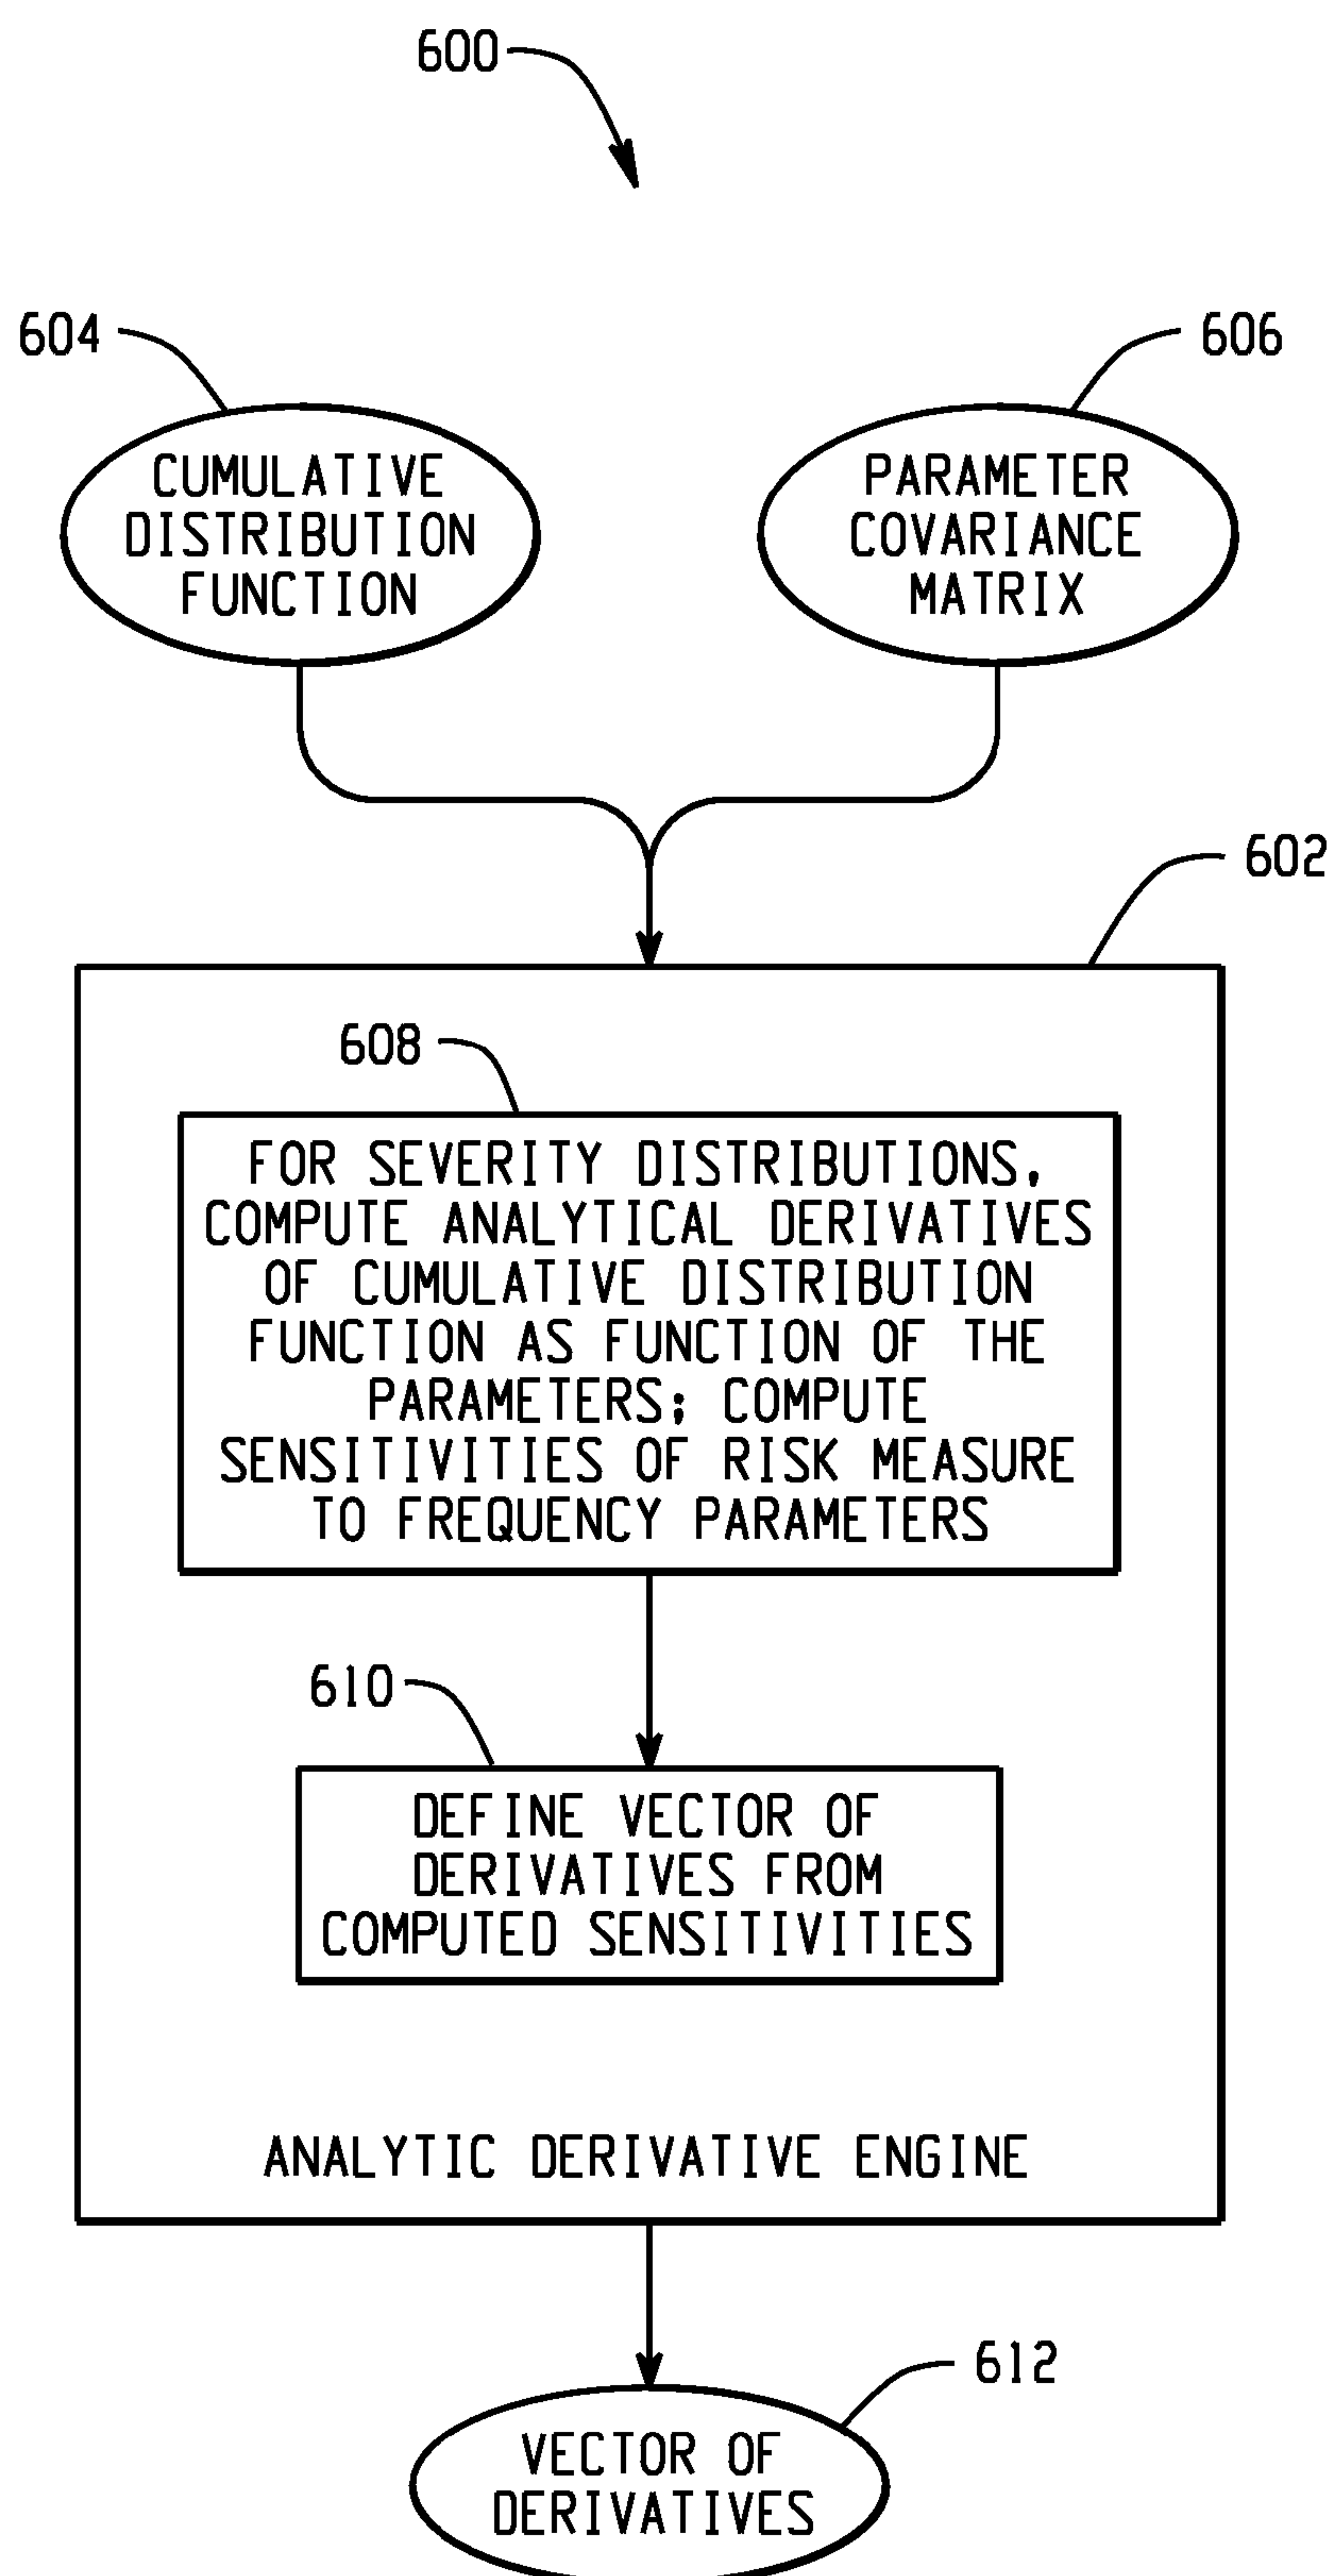 600
604
606
CUMULATIVE
DISTRIBUTION
FUNCTION
PARAMETER
COVARIANCE
MATRIX
602
608
FOR SEVERITY DISTRIBUTIONS,
COMPUTE ANALYTICAL DERIVATIVES
OF CUMULATIVE DISTRIBUTION
FUNCTION AS FUNCTION OF THE
PARAMETERS; COMPUTE
SENSITIVITIES OF RISK MEASURE
TO FREQUENCY PARAMETERS
610
DEFINE VECTOR OF
DERIVATIVES FROM
COMPUTED SENSITIVITIES
ANALYTIC DERIVATIVE ENGINE
612
VECTOR OF
DERIVATIVES